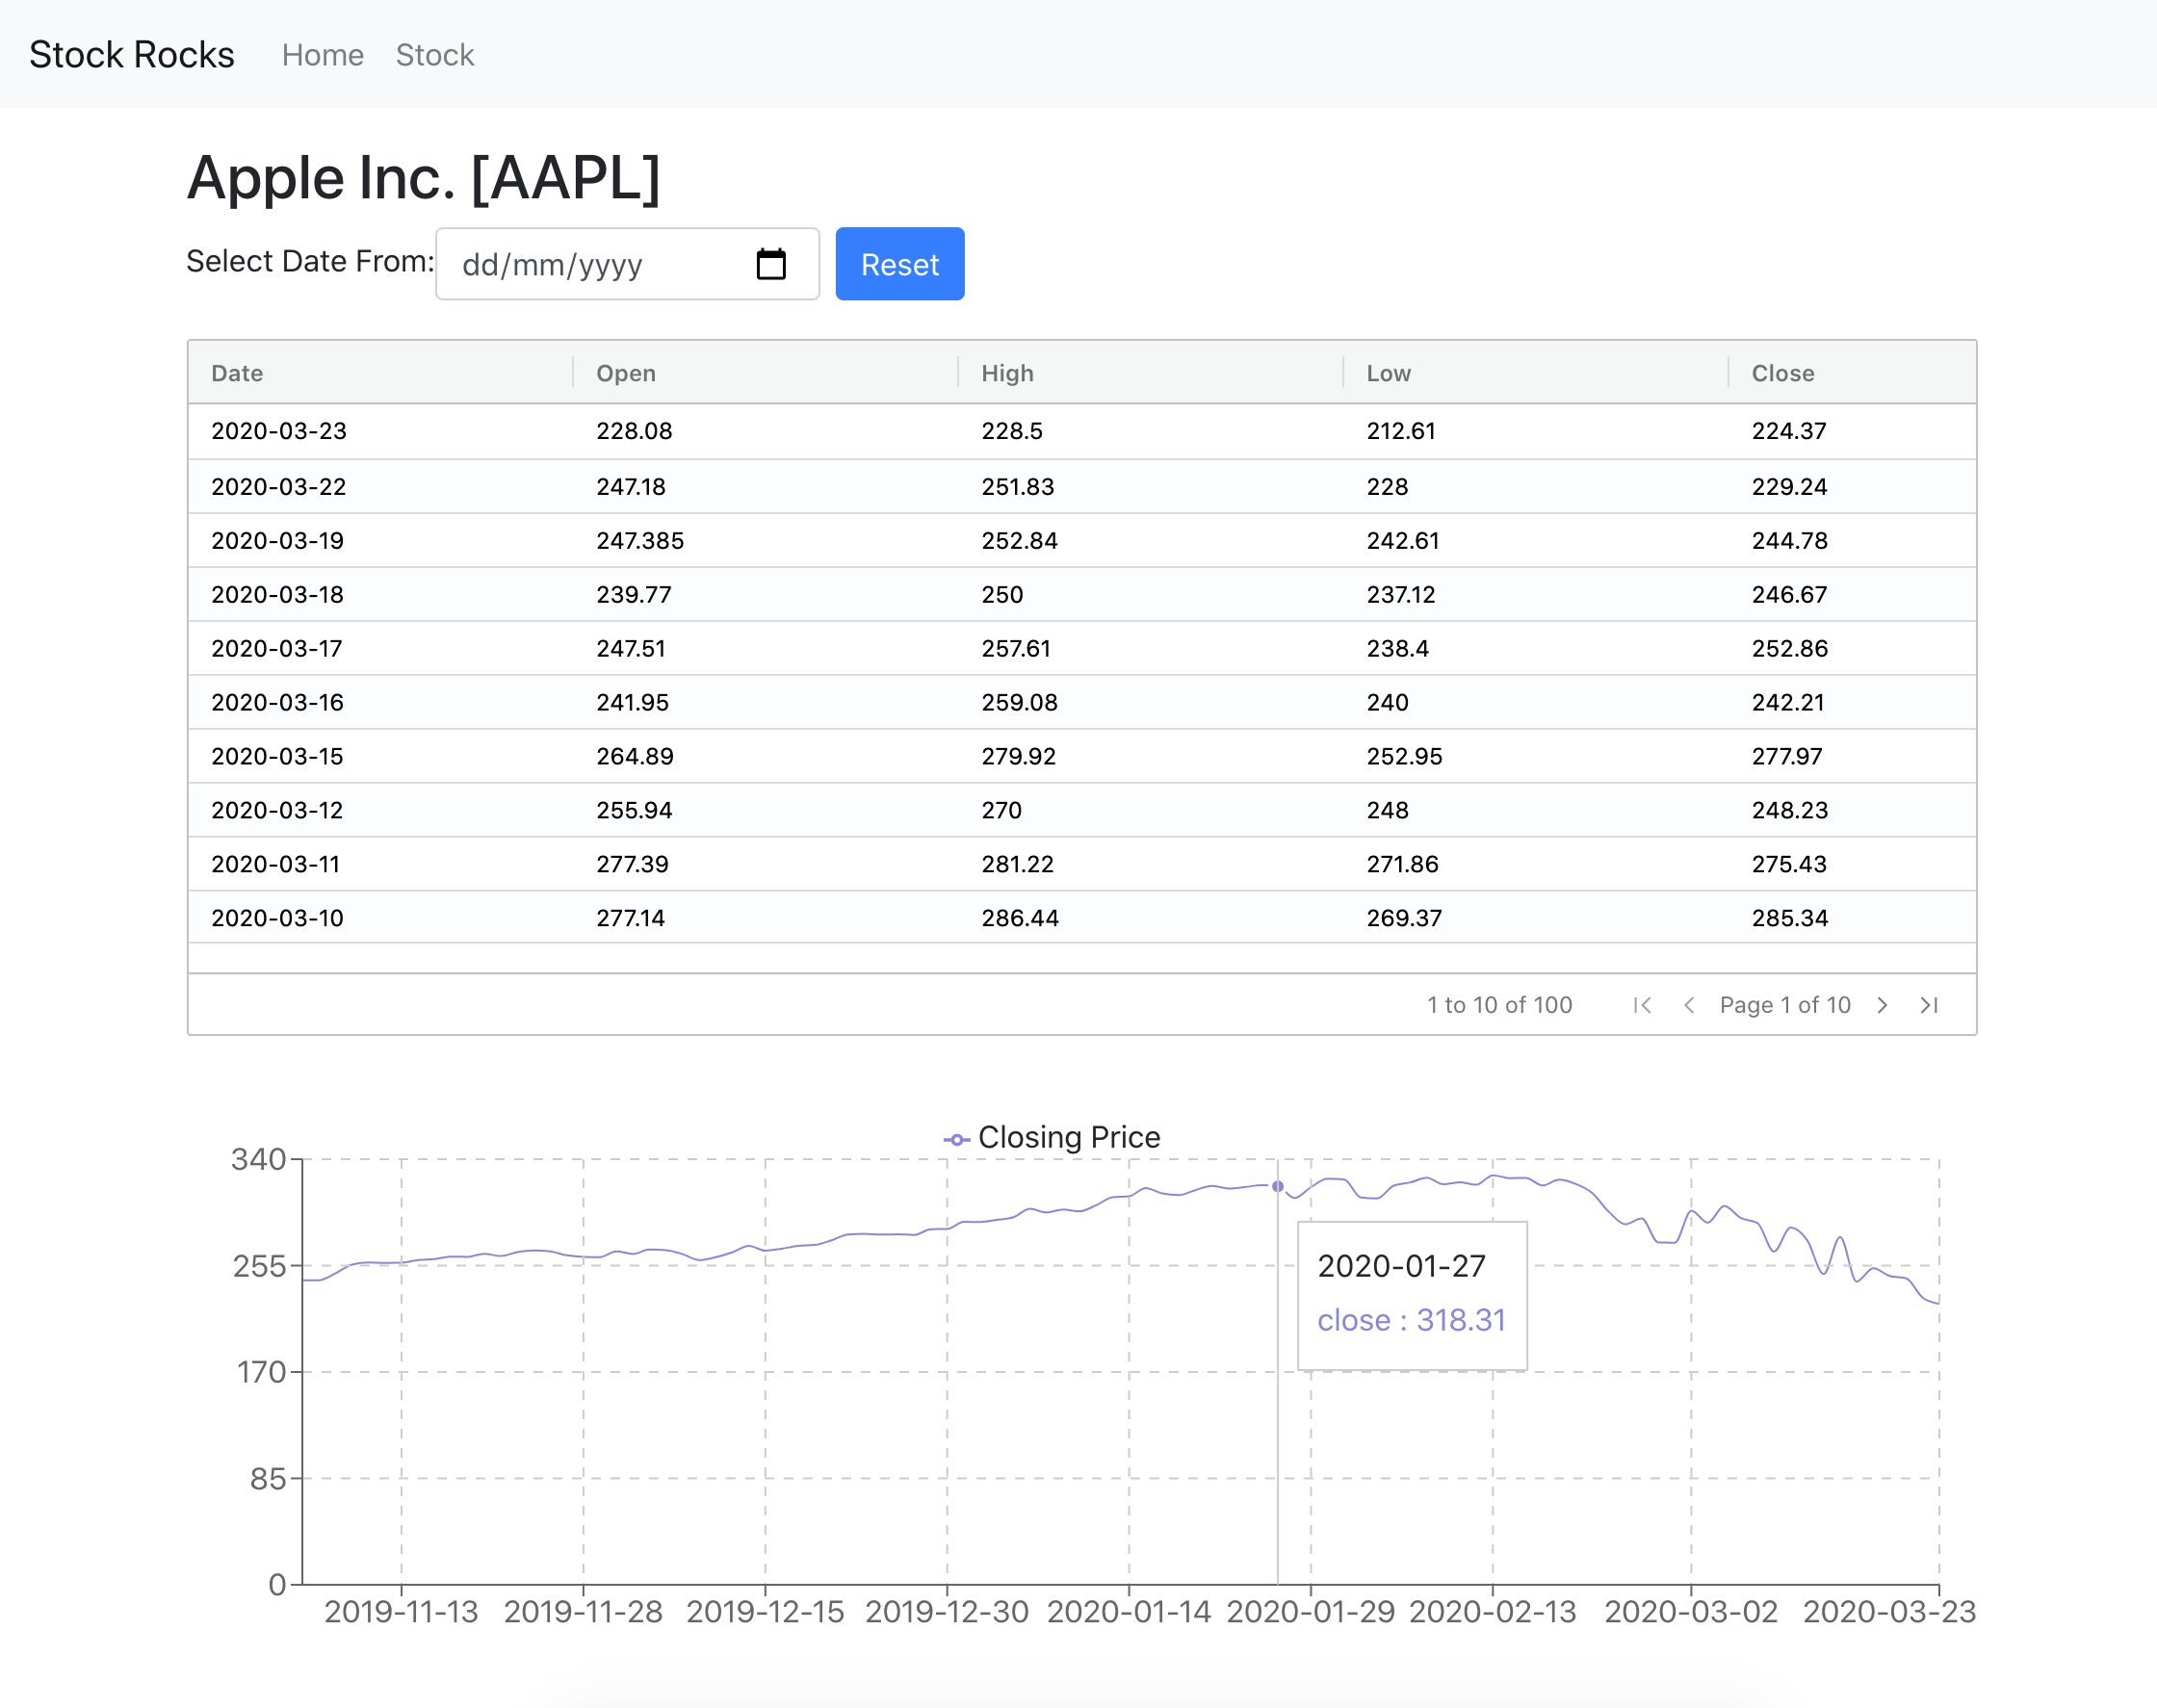 Stock Rocks Home Stock
Apple Inc. [AAPL]
Select Date From: dd/mm/yyyy Reset
Date Open High Low Close
2020-03-23 228.08 228.5 212.61 224.37
2020-03-22 247.18 251.83 228 229.24
2020-03-19 247.385 252.84 242.61 244.78
2020-03-18 239.77 250 237.12 246.67
2020-03-17 247.51 257.61 238.4 252.86
2020-03-16 241.95 259.08 240 242.21
2020-03-15 264.89 279.92 252.95 277.97
2020-03-12 255.94 270 248 248.23
2020-03-11 277.39 281.22 271.86 275.43
2020-03-10 277.14 286.44 269.37 285.34
1 to 10 of 100 Page 1 of 10
Closing Price
340
255
170
85
0
2020-01-27
close : 318.31
2019-11-13 2019-11-28 2019-12-15 2019-12-30 2020-01-14 2020-01-29 2020-02-13 2020-03-02 2020-03-23